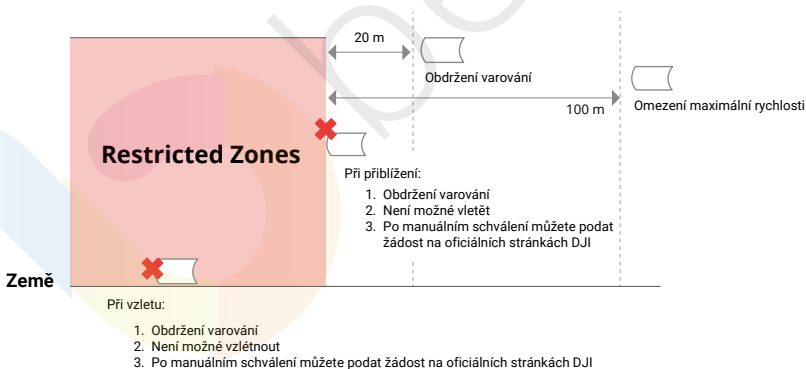 20 m
Obdržení varování
100 m
Omezení maximální rychlosti
Restricted Zones
Při přiblížení:
1. Obdržení varování
2. Není možné vletět
3. Po manuálním schválení můžete podat
žádost na oficiálních stránkách DJI
Země
Při vzletu:
1. Obdržení varování
2. Není možné vzlétnout
3. Po manuálním schválení můžete podat žádost na oficiálních stránkách DJI